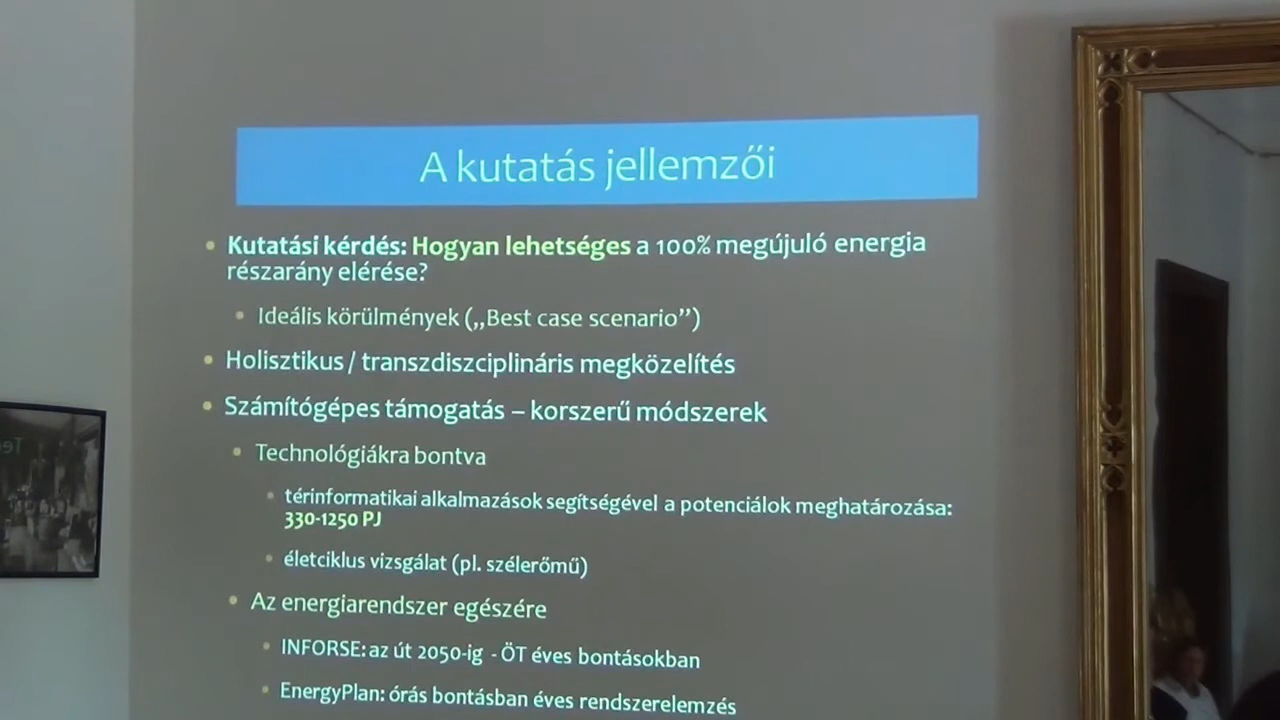 A kutatás jellemzői
• Kutatási kérdés: Hogyan lehetséges a 100% megújuló energia
részarány elérése?
• Ideális körülmények („Best case scenario”)
• Holisztikus / transzdiszciplináris megközelítés
• Számítógépes támogatás – korszerű módszerek
• Technológiákra bontva
• térinformatikai alkalmazások segítségével a potenciálok meghatározása:
330-1250 PJ
• életciklus vizsgálat (pl. szélerőmű)
• Az energiarendszer egészére
• INFORSE: az út 2050-ig - ÖT éves bontásokban
• EnergyPlan: órás bontásban éves rendszerelemzés